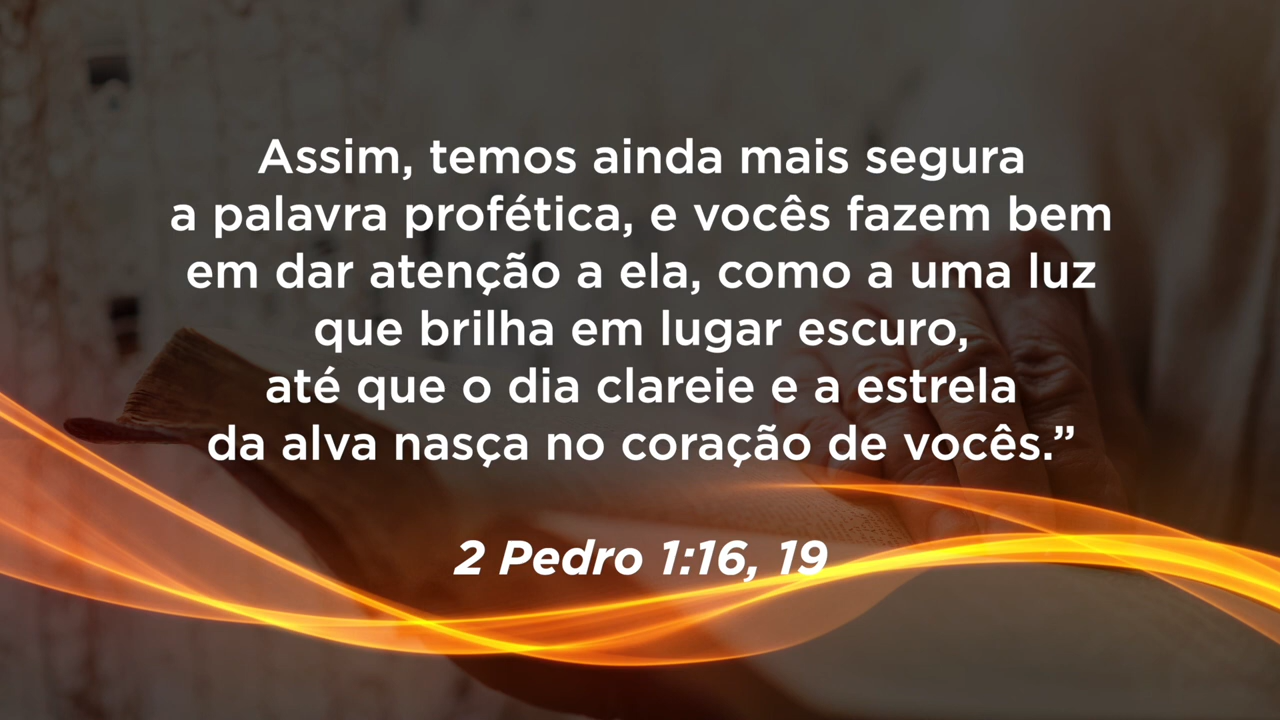 Assim, temos ainda mais segura
a palavra profética, e vocês fazem bem
em dar atenção a ela, como a uma luz
que brilha em lugar escuro,
até que o dia clareie e a estrela
da alva nasça no coração de vocês.”
2 Pedro 1:16, 19